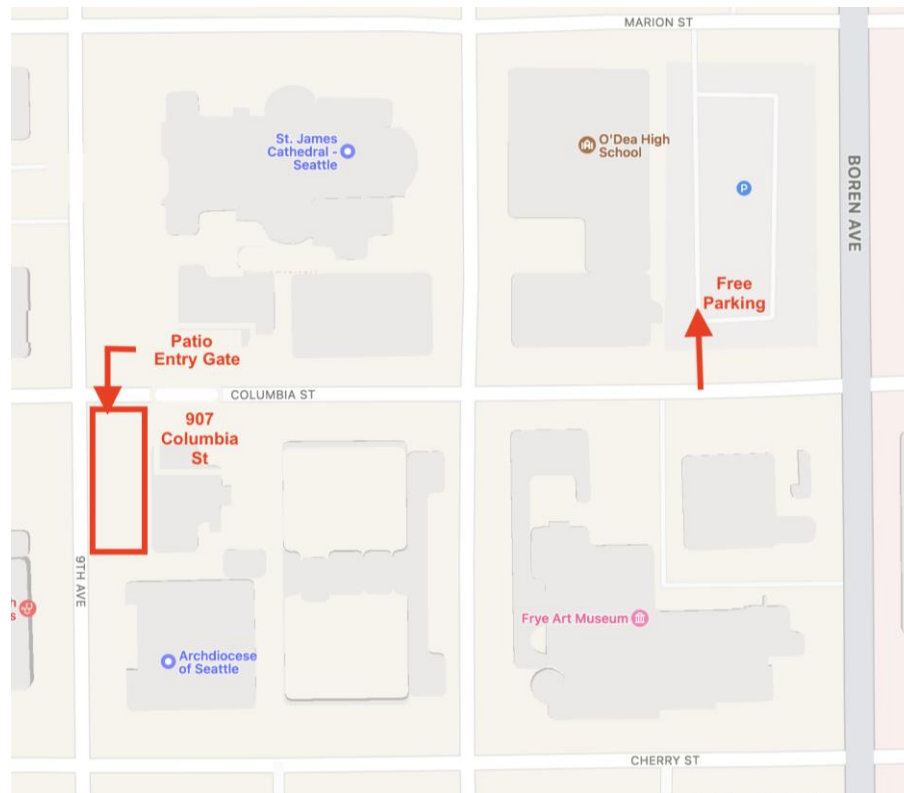 MARION ST
St. James
Cathedral -
Seattle
O'Dea High
School
P
BOREN AVE
Free
Parking
Patio
Entry Gate
COLUMBIA ST
907
Columbia
St
9TH AVE
Frye Art Museum
Archdiocese
of Seattle
CHERRY ST